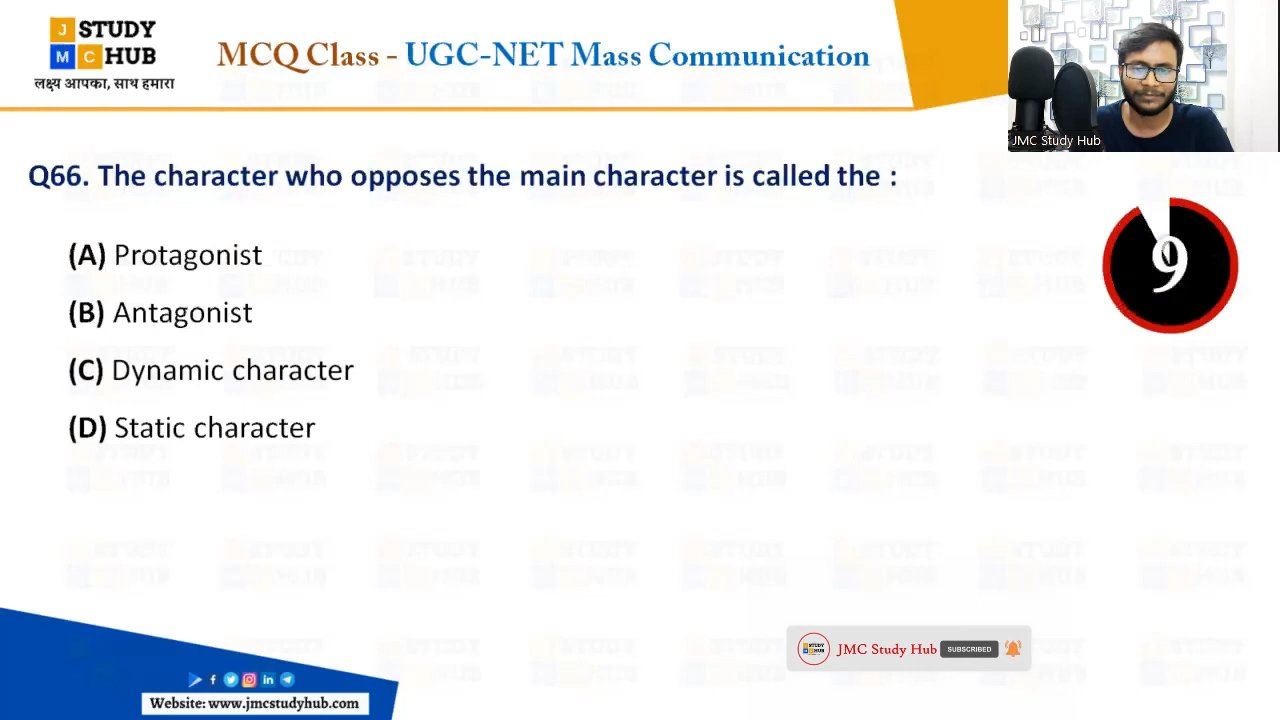 J STUDY
M C HUB
लक्ष्य आपका, साथ हमारा
MCQ Class - UGC-NET Mass Communication
JMC Study Hub
Q66. The character who opposes the main character is called the :
9
(A) Protagonist
(B) Antagonist
(C) Dynamic character
(D) Static character
JMC Study Hub SUBSCRIBED
Website: www.jmcstudyhub.com